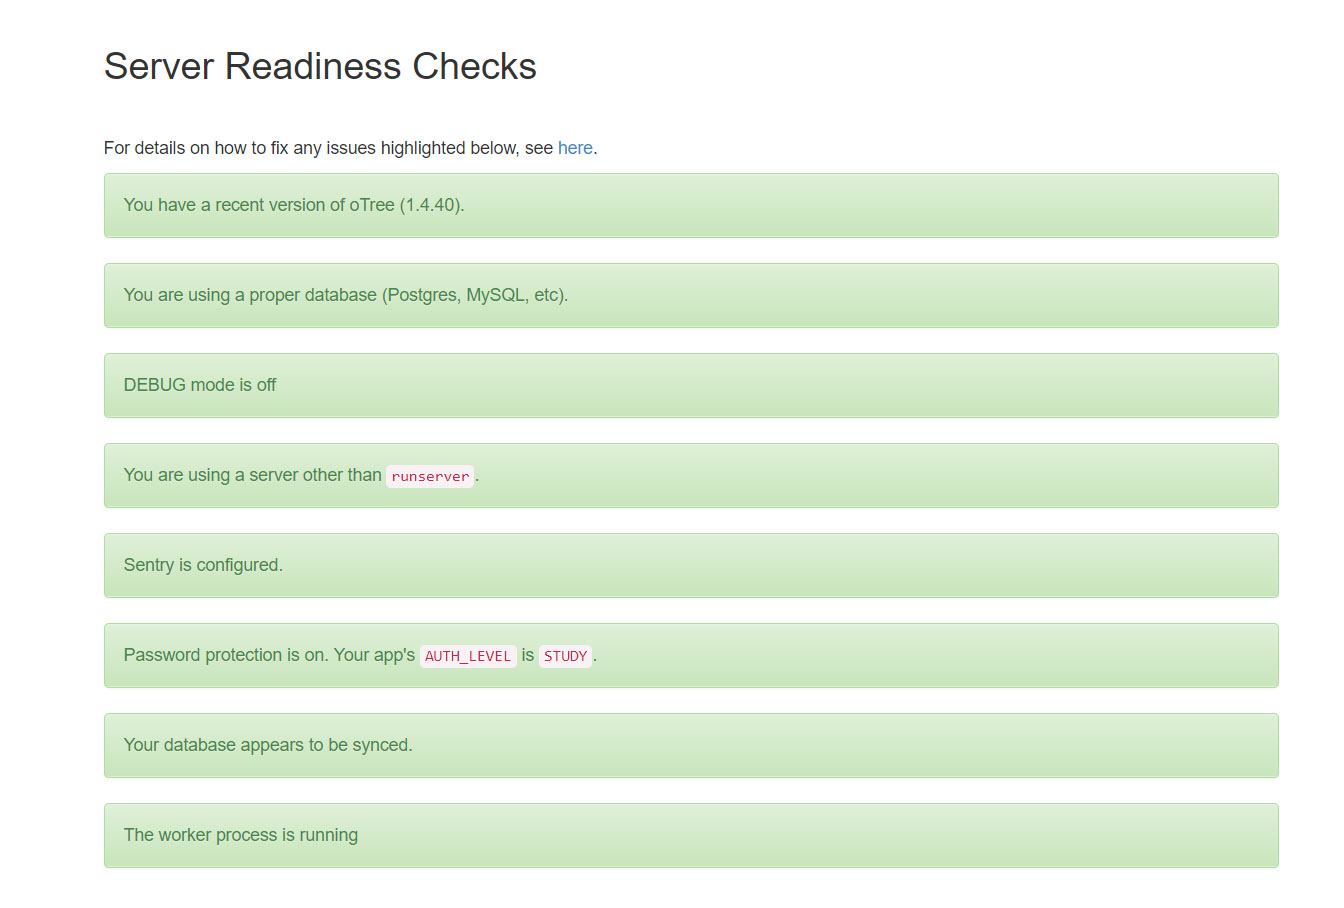 Server Readiness Checks
For details on how to fix any issues highlighted below, see here.
You have a recent version of oTree (1.4.40).
You are using a proper database (Postgres, MySQL, etc).
DEBUG mode is off
You are using a server other than runserver.
Sentry is configured.
Password protection is on. Your app's AUTH_LEVEL is STUDY.
Your database appears to be synced.
The worker process is running